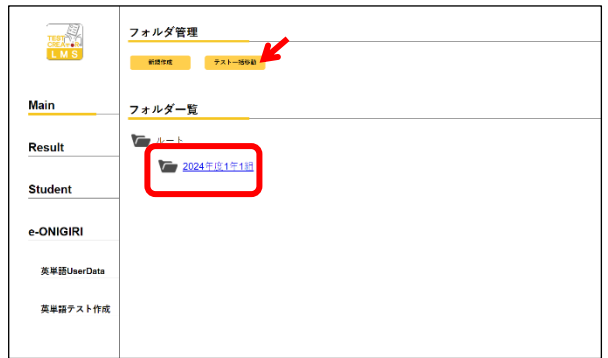 TEST
CREATOR
LMS
フォルダ管理
新規作成
テスト一括移動
Main
フォルダ一覧
ルート
Result
2024年度1年1組
Student
e-ONIGIRI
英単語UserData
英単語テスト作成